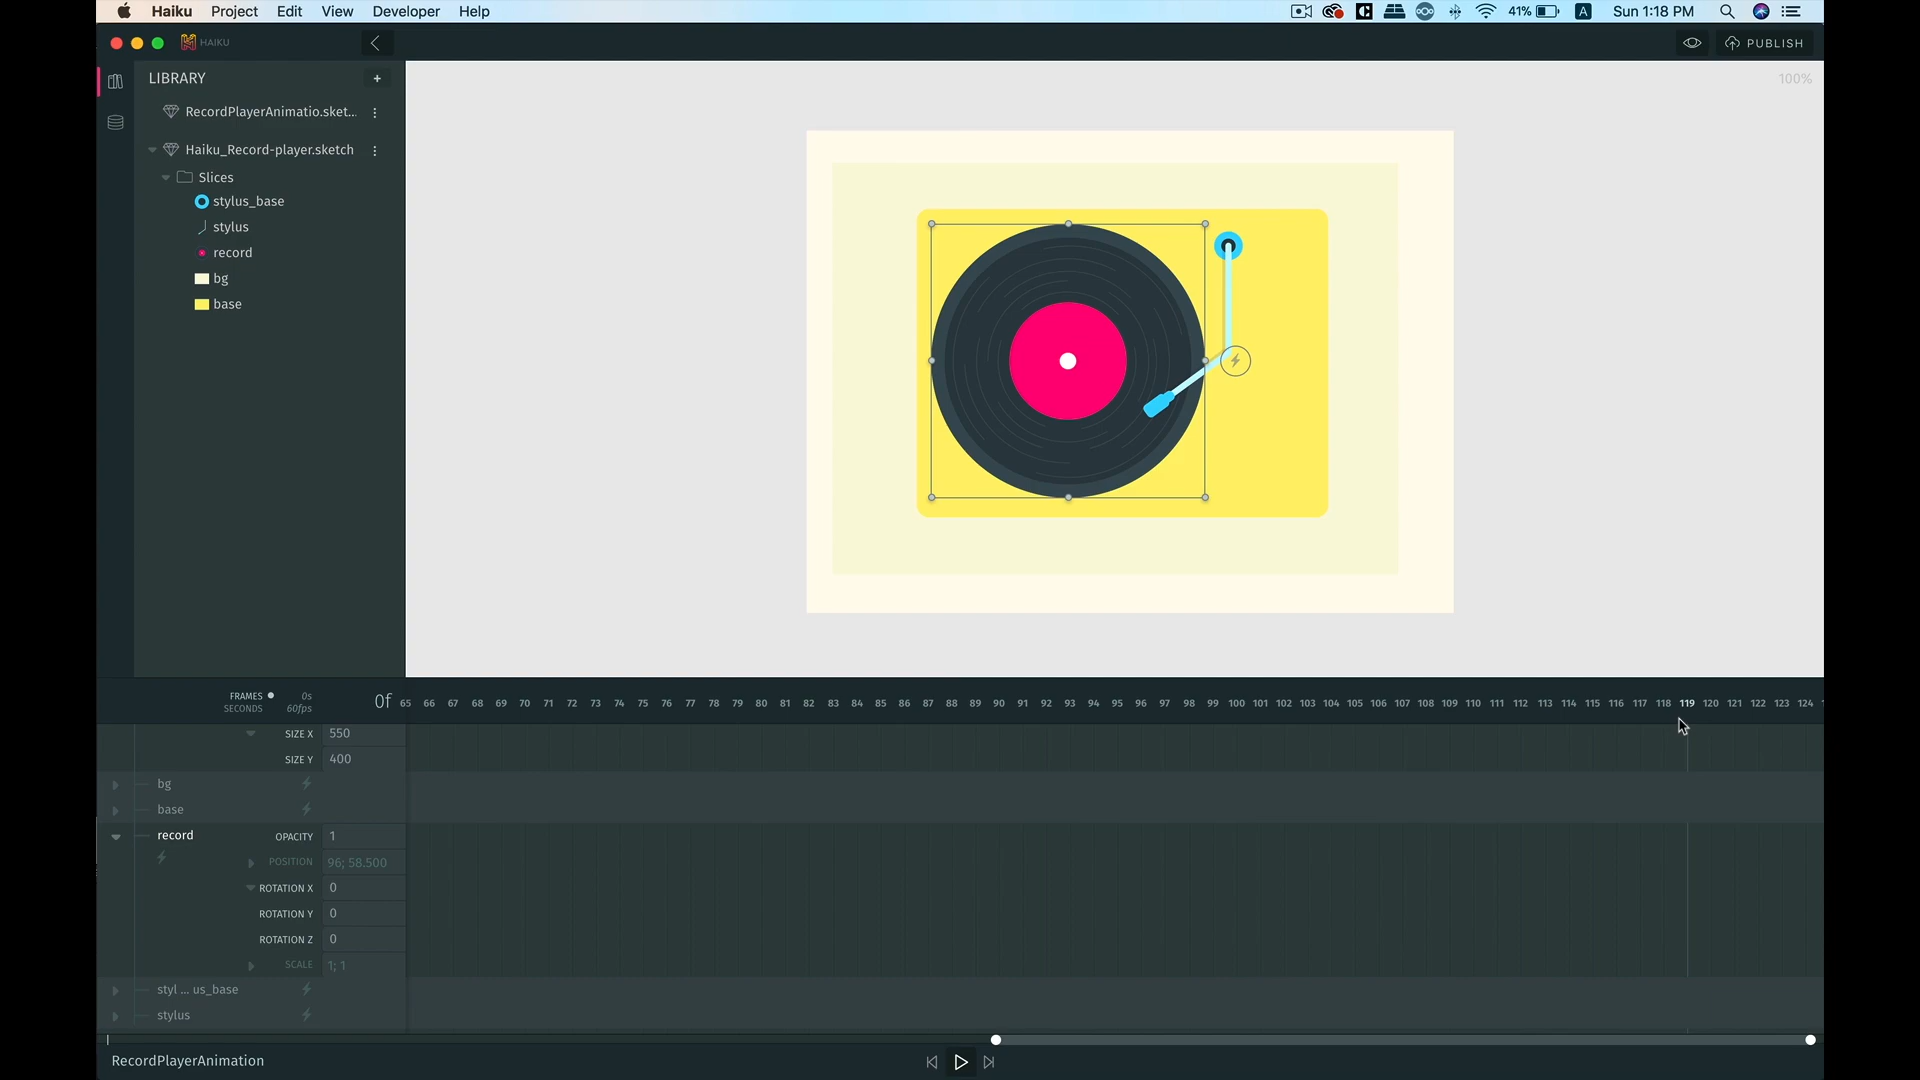 Haiku Project Edit View Developer Help 41% A Sun 1:18 PM
HAIKU PUBLISH
LIBRARY +
100%
RecordPlayerAnimatio.sket...
Haiku_Record-player.sketch
Slices
stylus_base
stylus
record
bg
base
FRAMES 0s
SECONDS 60fps
0f 65 66 67 68 69 70 71 72 73 74 75 76 77 78 79 80 81 82 83 84 85 86 87 88 89 90 91 92 93 94 95 96 97 98 99 100 101 102 103 104 105 106 107 108 109 110 111 112 113 114 115 116 117 118 119 120 121 122 123 124
SIZE X 550
SIZE Y 400
bg
base
record OPACITY 1
POSITION 96; 58.500
ROTATION X 0
ROTATION Y 0
ROTATION Z 0
SCALE 1; 1
styl ... us_base
stylus
RecordPlayerAnimation